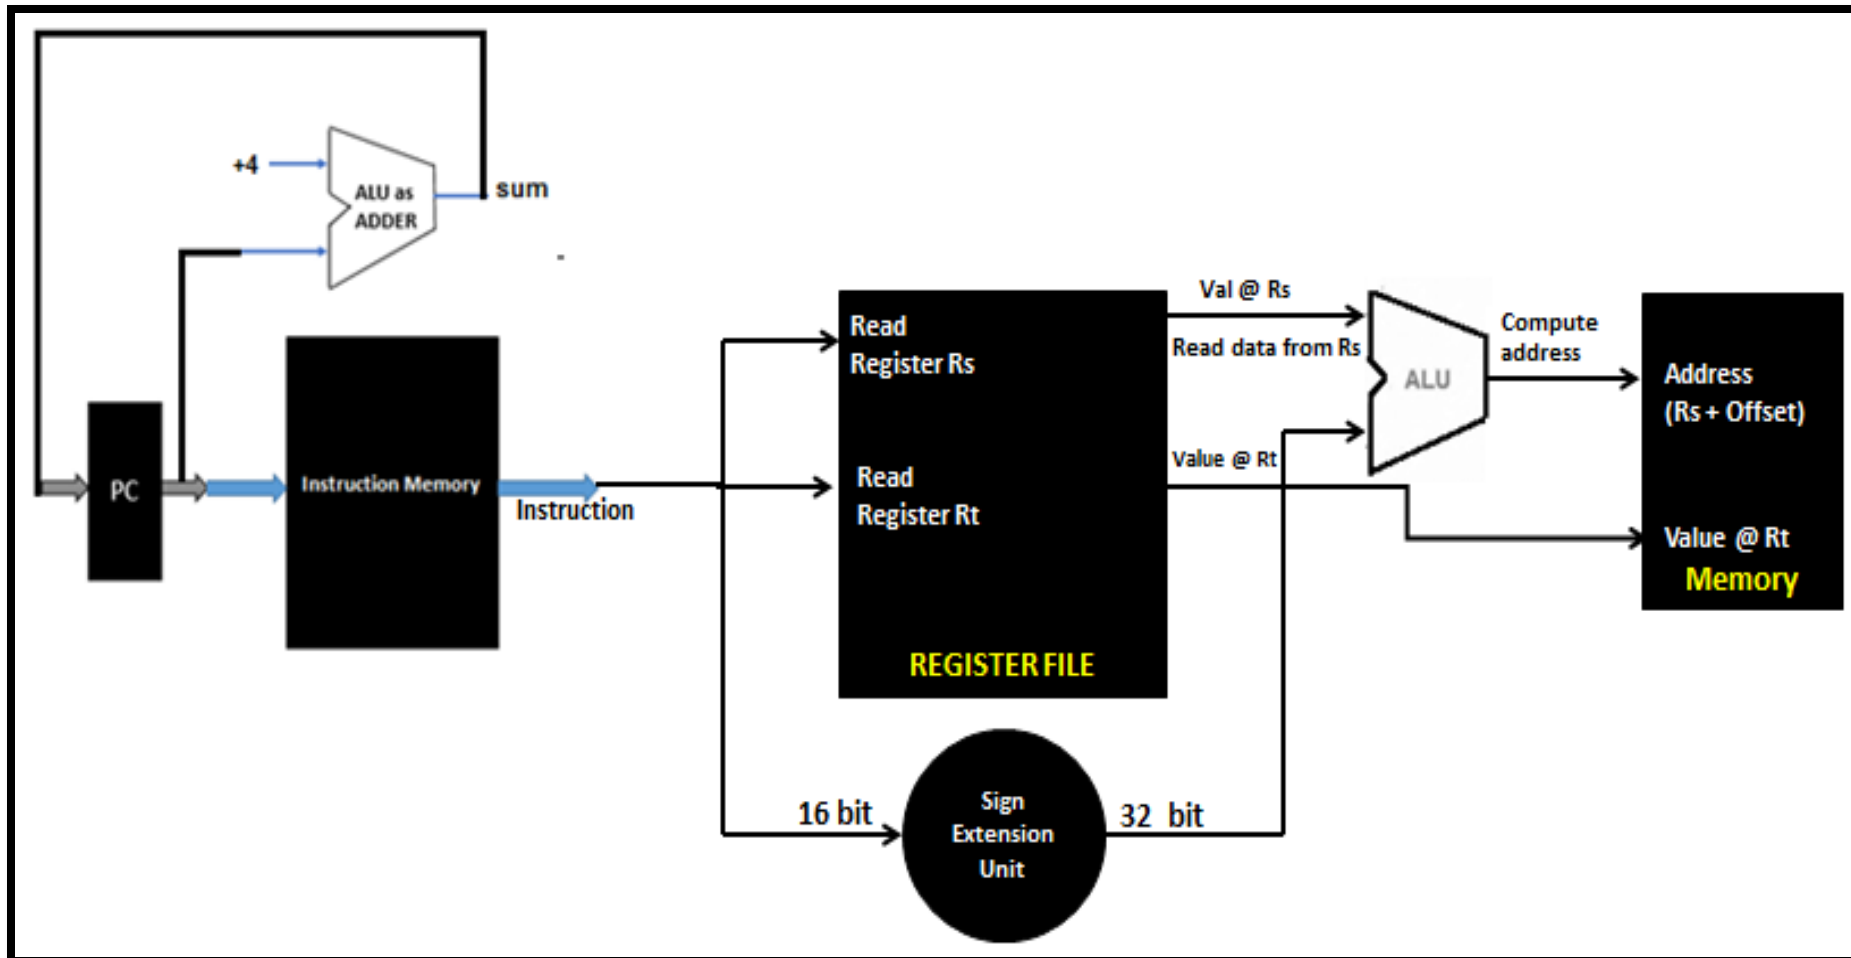 +4
ALU as
ADDER
sum
PC
Instruction Memory
Instruction
Read
Register Rs
Read
Register Rt
REGISTER FILE
Val @ Rs
Read data from Rs
Value @ Rt
ALU
Compute
address
Address
(Rs + Offset)
Value @ Rt
Memory
16 bit
Sign
Extension
Unit
32 bit